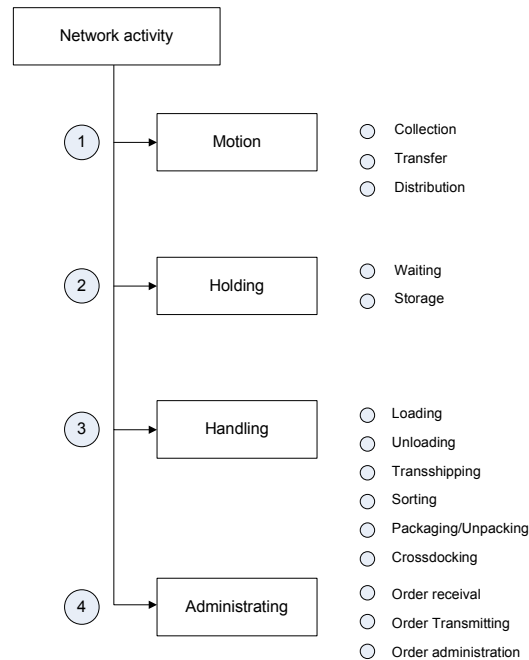 Network activity
1
Motion
Collection
Transfer
Distribution
2
Holding
Waiting
Storage
3
Handling
Loading
Unloading
Transshipping
Sorting
Packaging/Unpacking
Crossdocking
4
Administrating
Order receival
Order Transmitting
Order administration